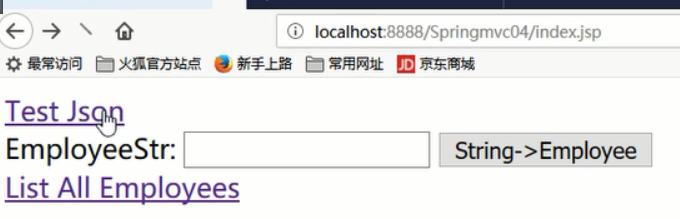 localhost:8888/Springmvc04/index.jsp
最常访问 火狐官方站点 新手上路 常用网址 JD 京东商城
Test Json
EmployeeStr: String->Employee
List All Employees